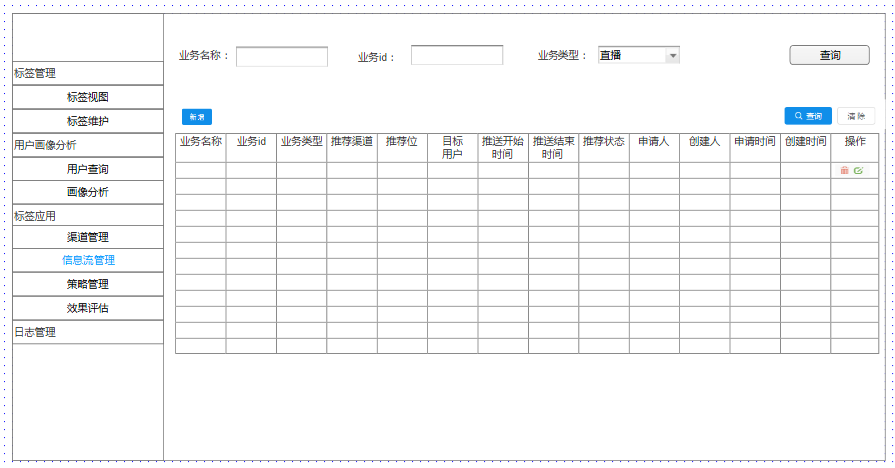 业务名称：
业务id：
业务类型：
直播
查询
标签管理
标签视图
标签维护
用户画像分析
用户查询
画像分析
标签应用
渠道管理
信息流管理
策略管理
效果评估
日志管理
新增
查询
清除
业务名称 业务id 业务类型 推荐渠道 推荐位 目标用户 推送开始时间 推送结束时间 推荐状态 申请人 创建人 申请时间 创建时间 操作